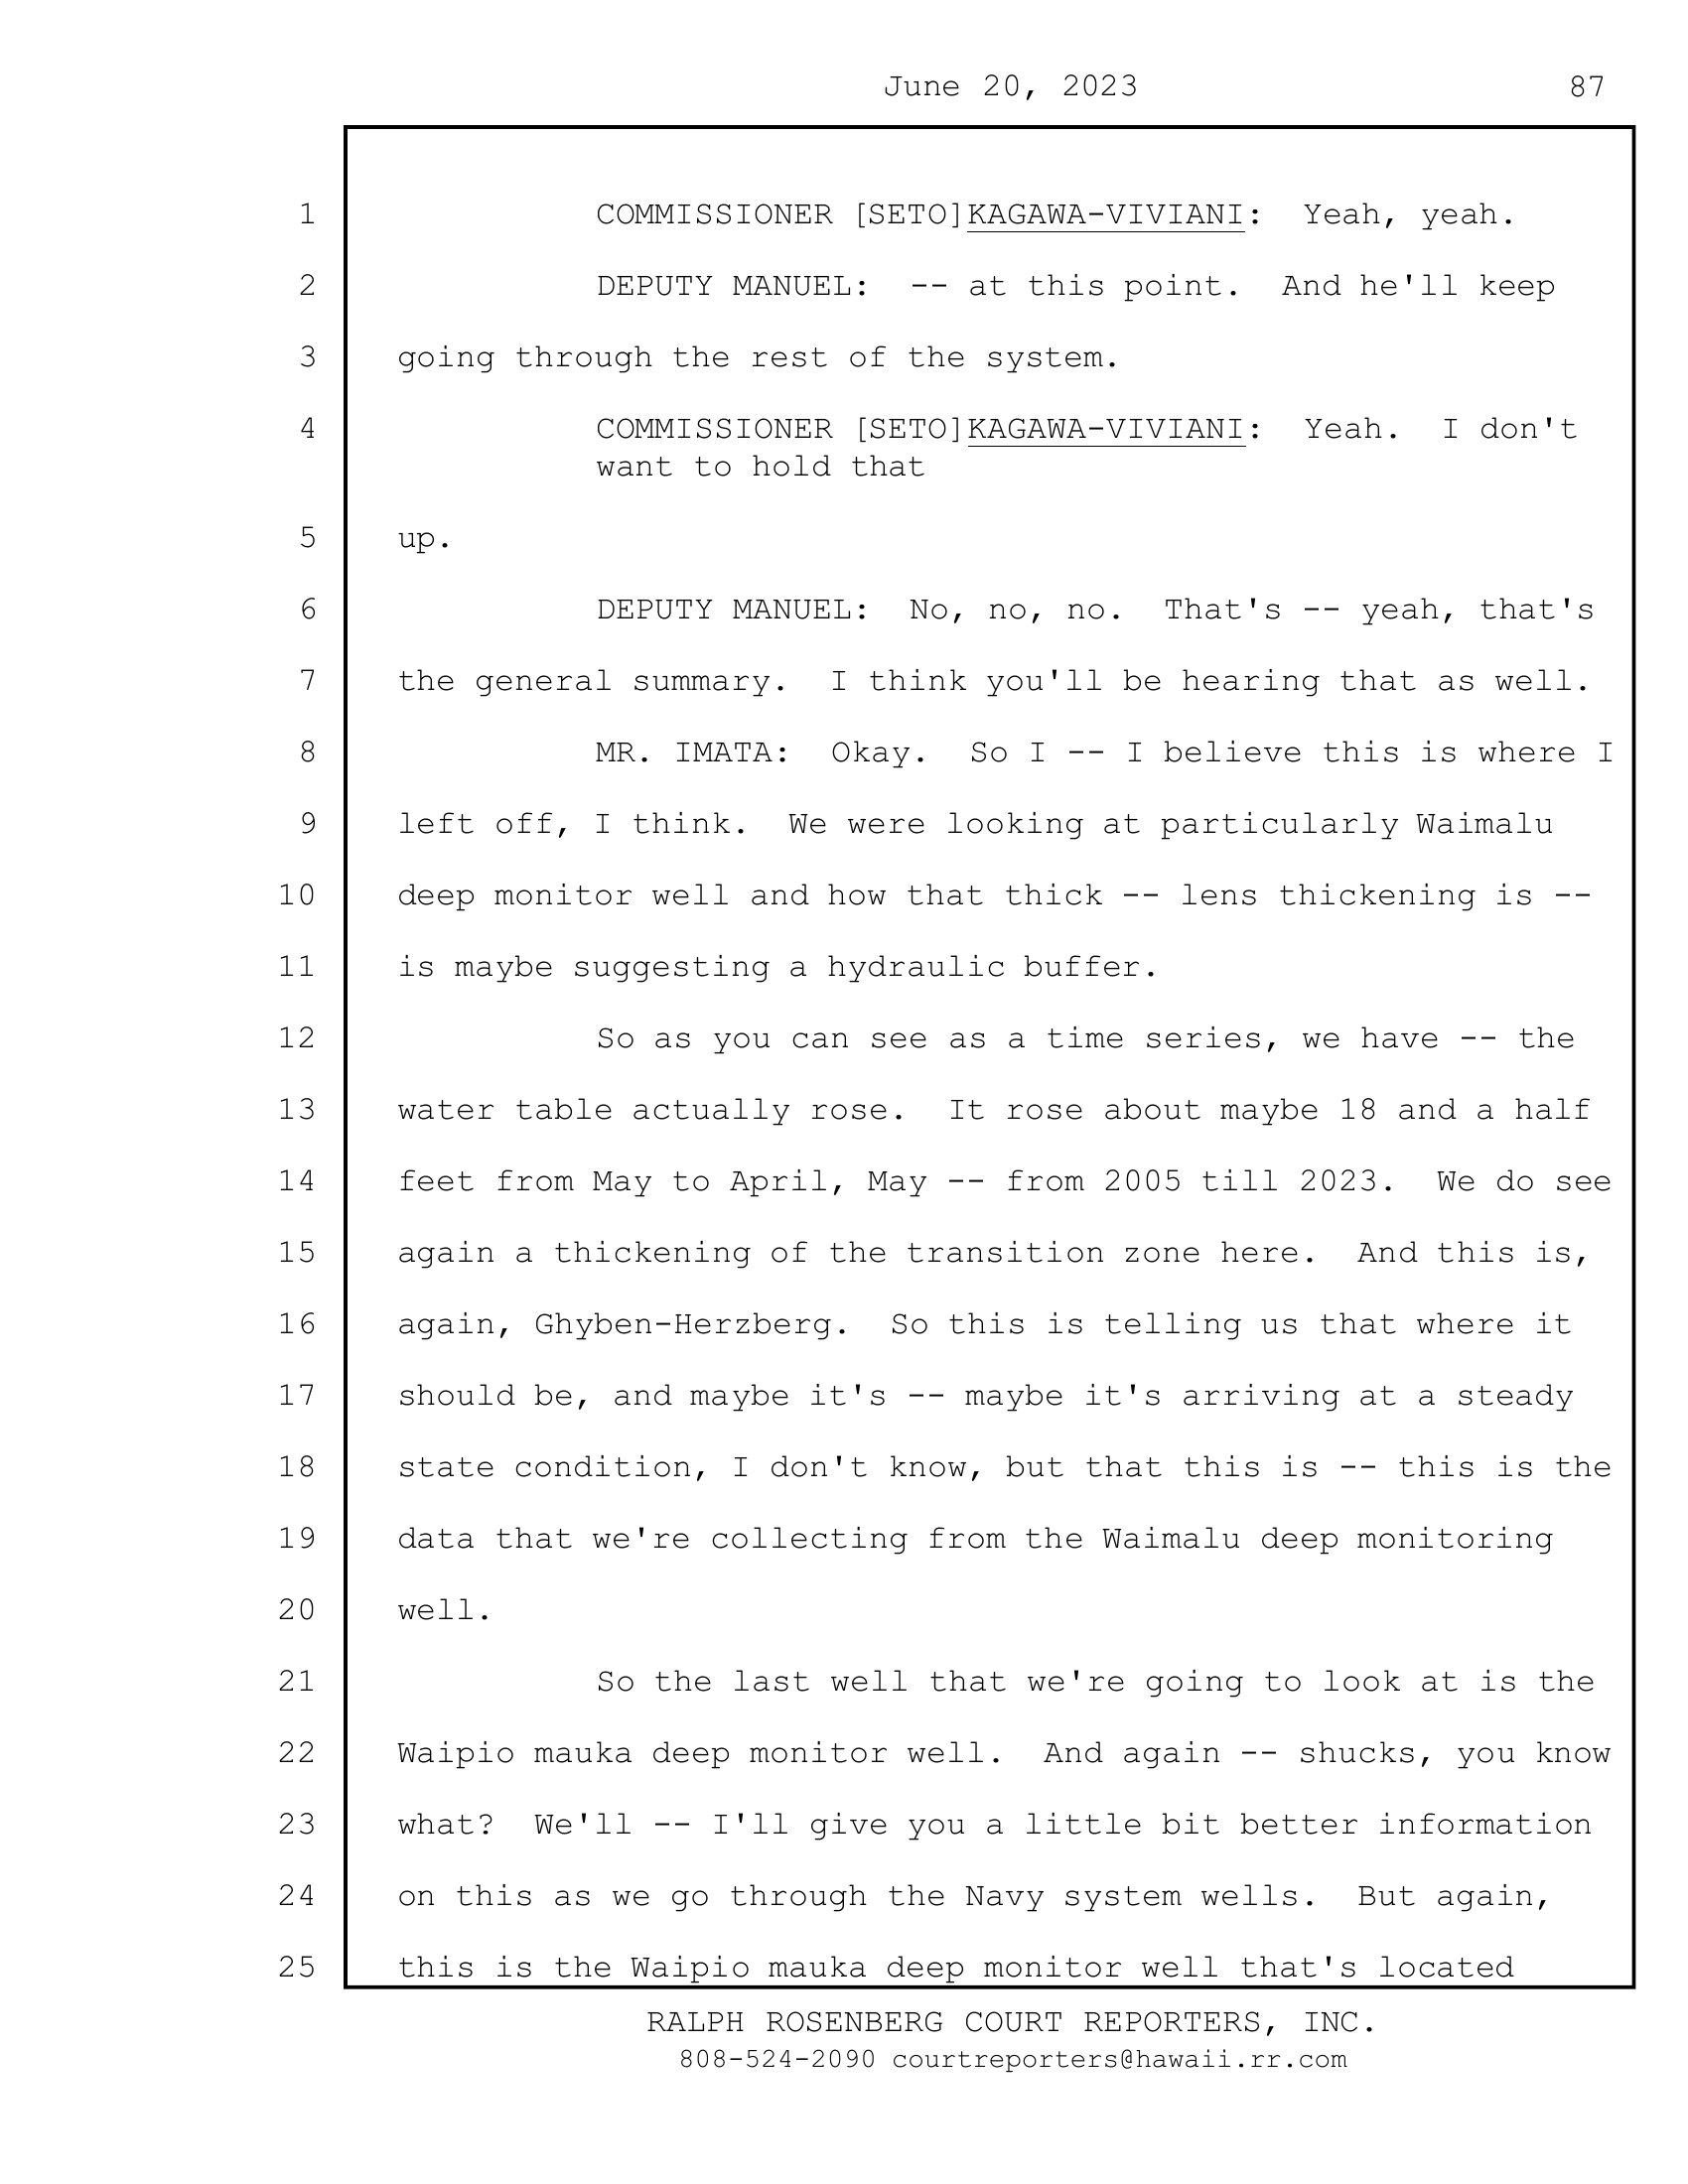 June 20, 2023 87
1 COMMISSIONER [SETO]KAGAWA-VIVIANI: Yeah, yeah.
2 DEPUTY MANUEL: -- at this point. And he'll keep
3 going through the rest of the system.
4 COMMISSIONER [SETO]KAGAWA-VIVIANI: Yeah. I don't
want to hold that
5 up.
6 DEPUTY MANUEL: No, no, no. That's -- yeah, that's
7 the general summary. I think you'll be hearing that as well.
8 MR. IMATA: Okay. So I -- I believe this is where I
9 left off, I think. We were looking at particularly Waimalu
10 deep monitor well and how that thick -- lens thickening is --
11 is maybe suggesting a hydraulic buffer.
12 So as you can see as a time series, we have -- the
13 water table actually rose. It rose about maybe 18 and a half
14 feet from May to April, May -- from 2005 till 2023. We do see
15 again a thickening of the transition zone here. And this is,
16 again, Ghyben-Herzberg. So this is telling us that where it
17 should be, and maybe it's -- maybe it's arriving at a steady
18 state condition, I don't know, but that this is -- this is the
19 data that we're collecting from the Waimalu deep monitoring
20 well.
21 So the last well that we're going to look at is the
22 Waipio mauka deep monitor well. And again -- shucks, you know
23 what? We'll -- I'll give you a little bit better information
24 on this as we go through the Navy system wells. But again,
25 this is the Waipio mauka deep monitor well that's located
RALPH ROSENBERG COURT REPORTERS, INC.
808-524-2090 courtreporters@hawaii.rr.com